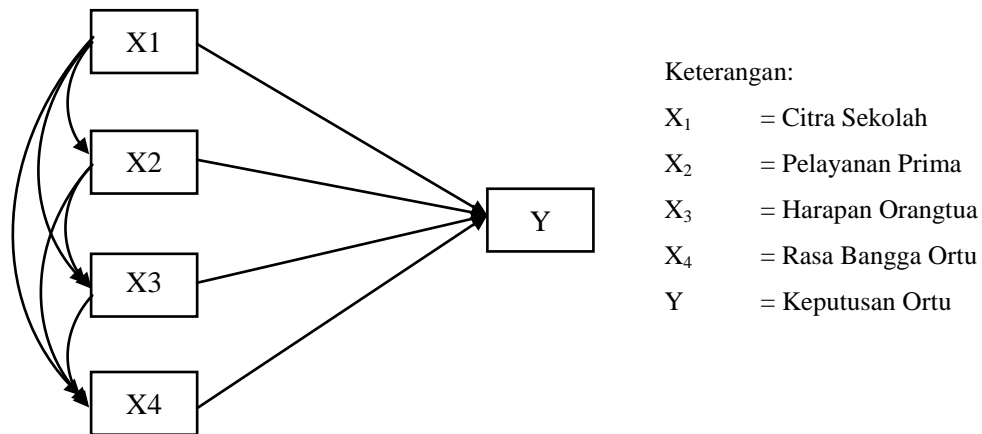 X1
X2
X3
X4
Y
Keterangan:
X₁ = Citra Sekolah
X₂ = Pelayanan Prima
X₃ = Harapan Orangtua
X₄ = Rasa Bangga Ortu
Y = Keputusan Ortu